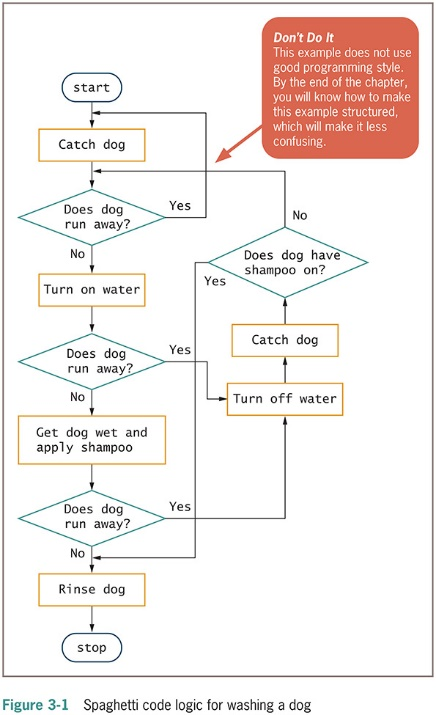 Don't Do It
This example does not use
good programming style.
By the end of the chapter,
you will know how to make
this example structured,
which will make it less
confusing.
start
Catch dog
Does dog
run away?
Yes
No
Turn on water
Does dog
run away?
Yes
No
Get dog wet and
apply shampoo
Does dog
run away?
Yes
No
Rinse dog
stop
No
Does dog have
shampoo on?
Yes
Catch dog
Turn off water
Figure 3-1 Spaghetti code logic for washing a dog